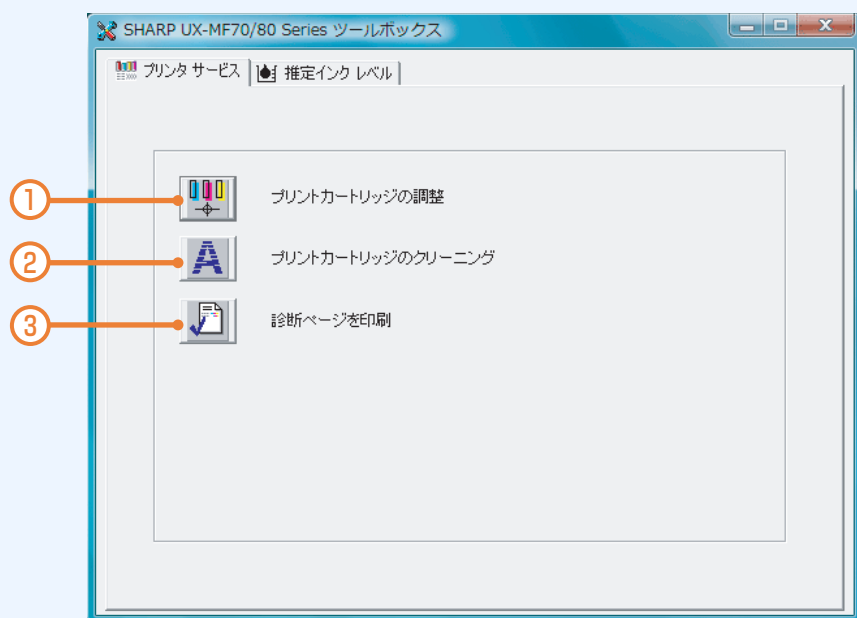 SHARP UX-MF70/80 Series ツールボックス
プリンタ サービス 推定インク レベル
① プリントカートリッジの調整
② プリントカートリッジのクリーニング
③ 診断ページを印刷